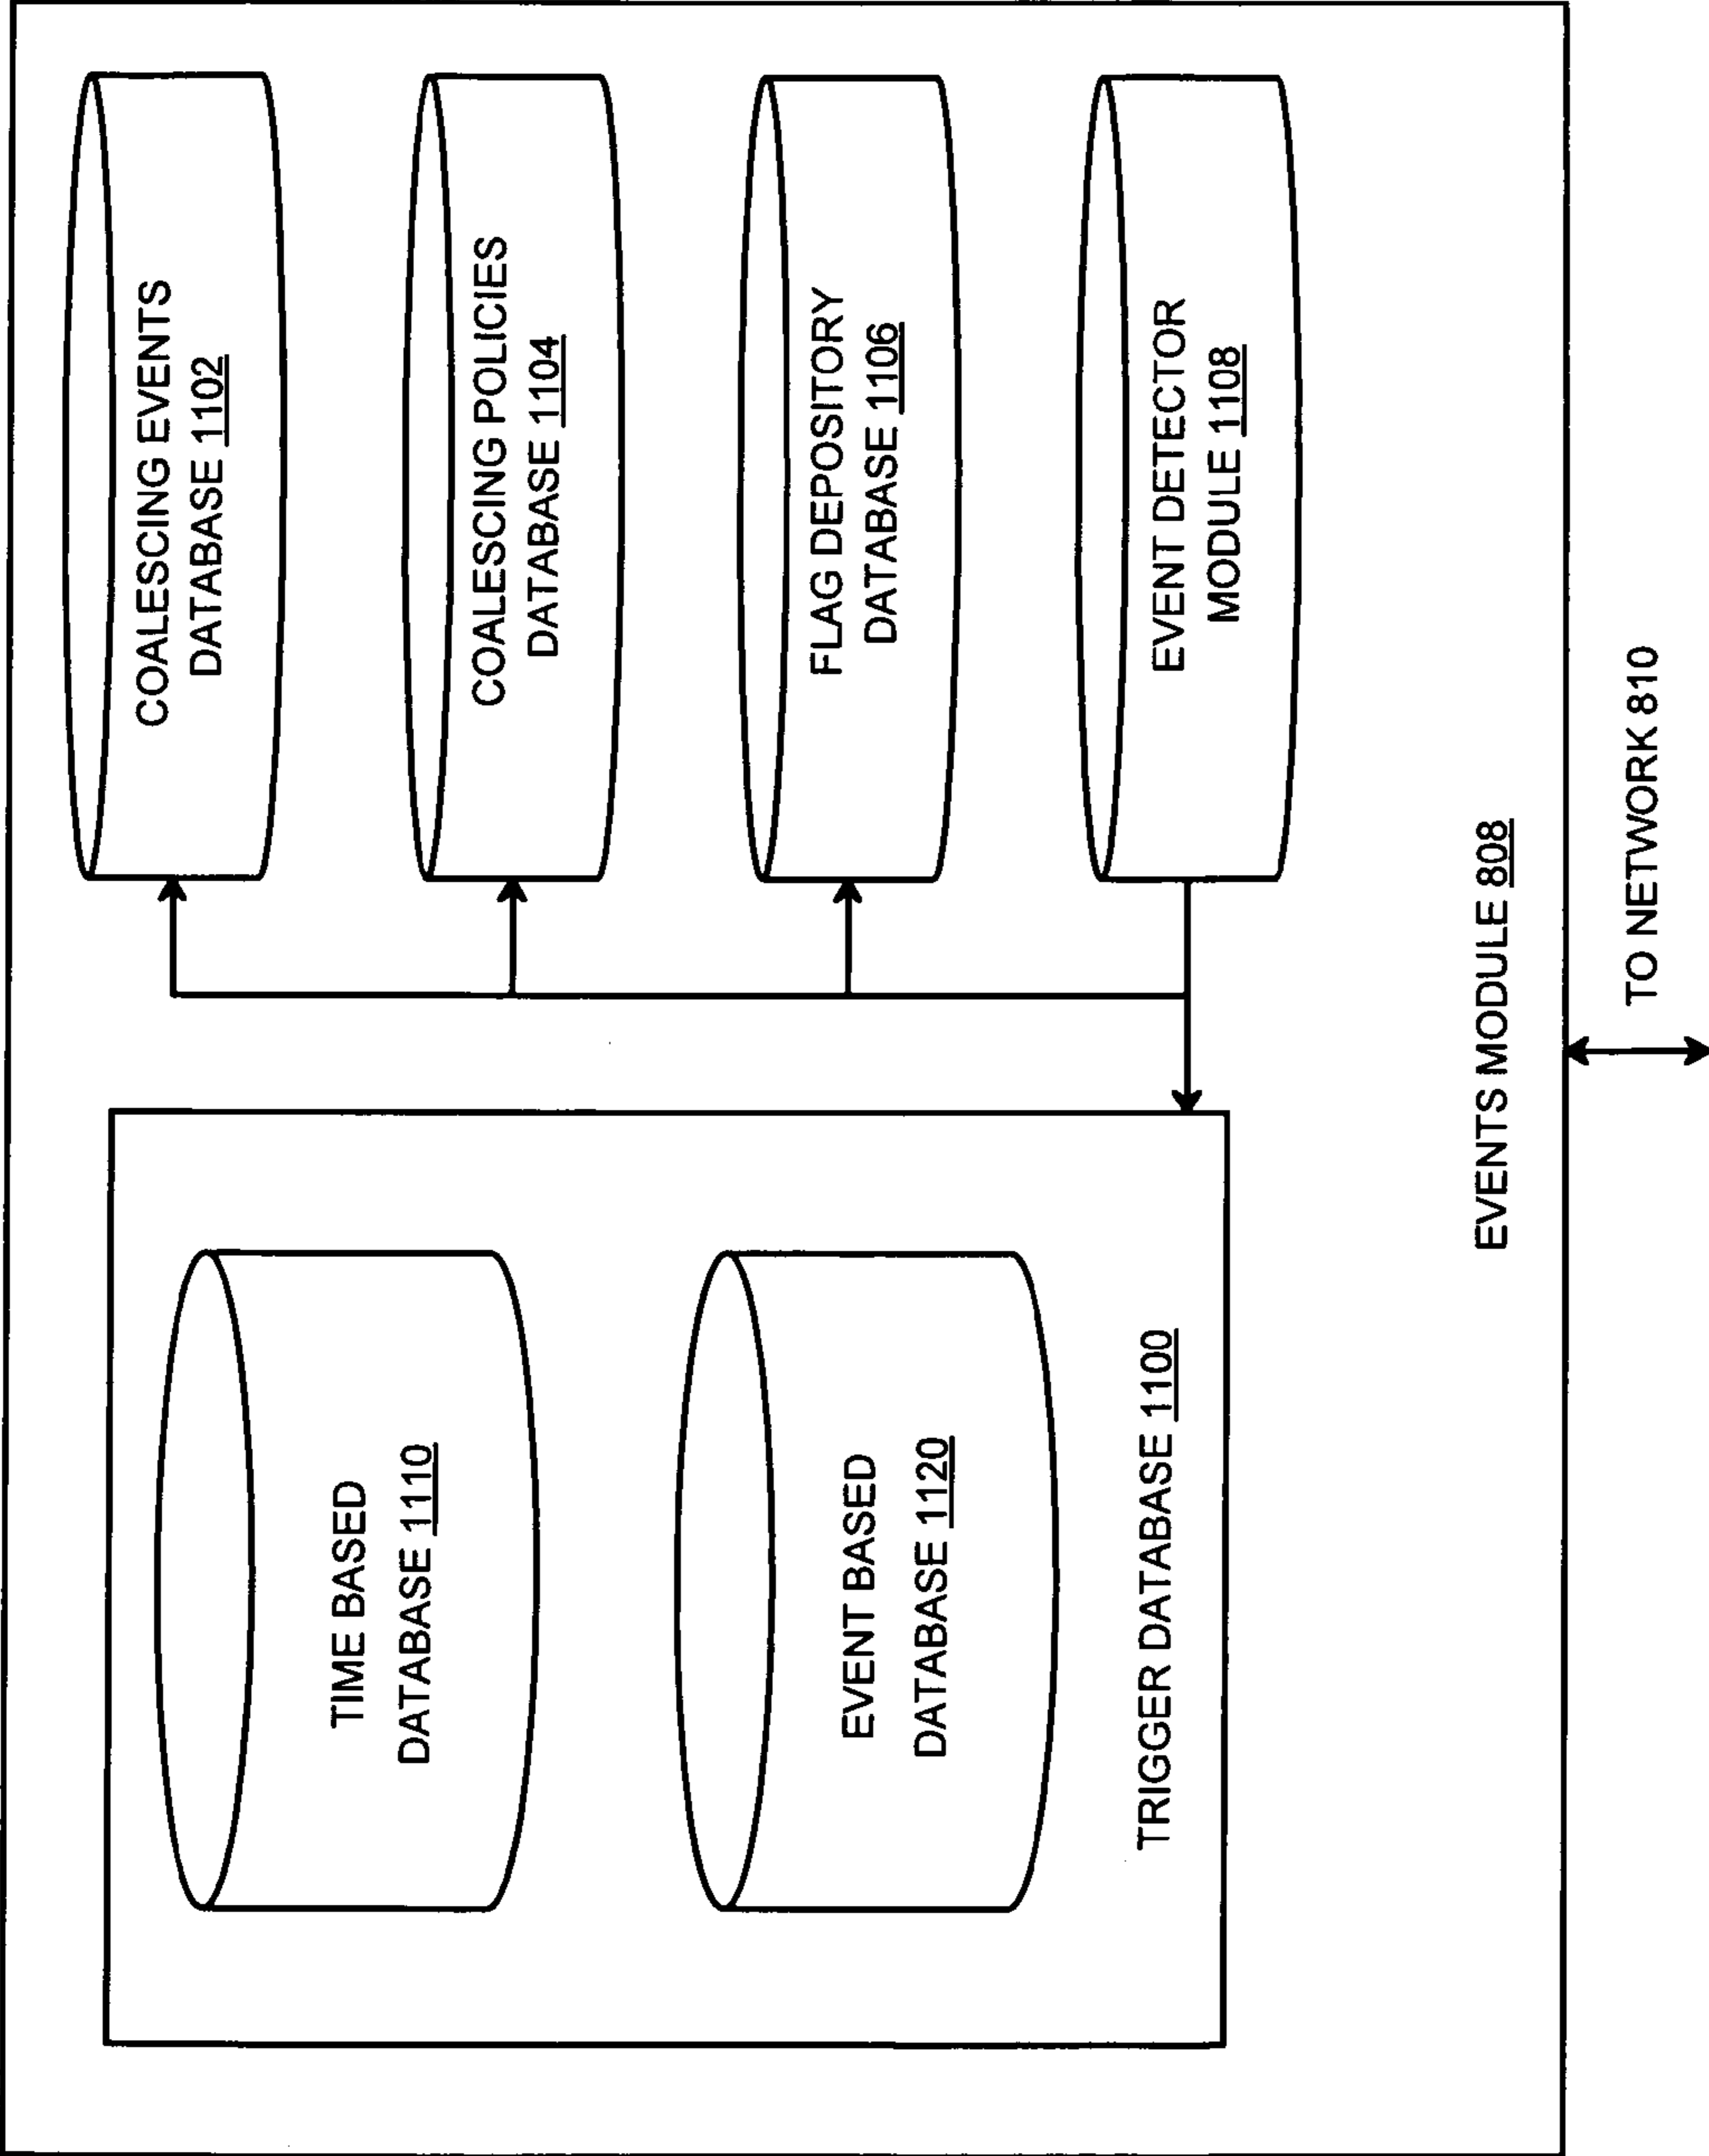 TIME BASED
DATABASE 1110
EVENT BASED
DATABASE 1120
TRIGGER DATABASE 1100
COALESCING EVENTS
DATABASE 1102
COALESCING POLICIES
DATABASE 1104
FLAG DEPOSITORY
DATABASE 1106
EVENT DETECTOR
MODULE 1108
EVENTS MODULE 808
TO NETWORK 810